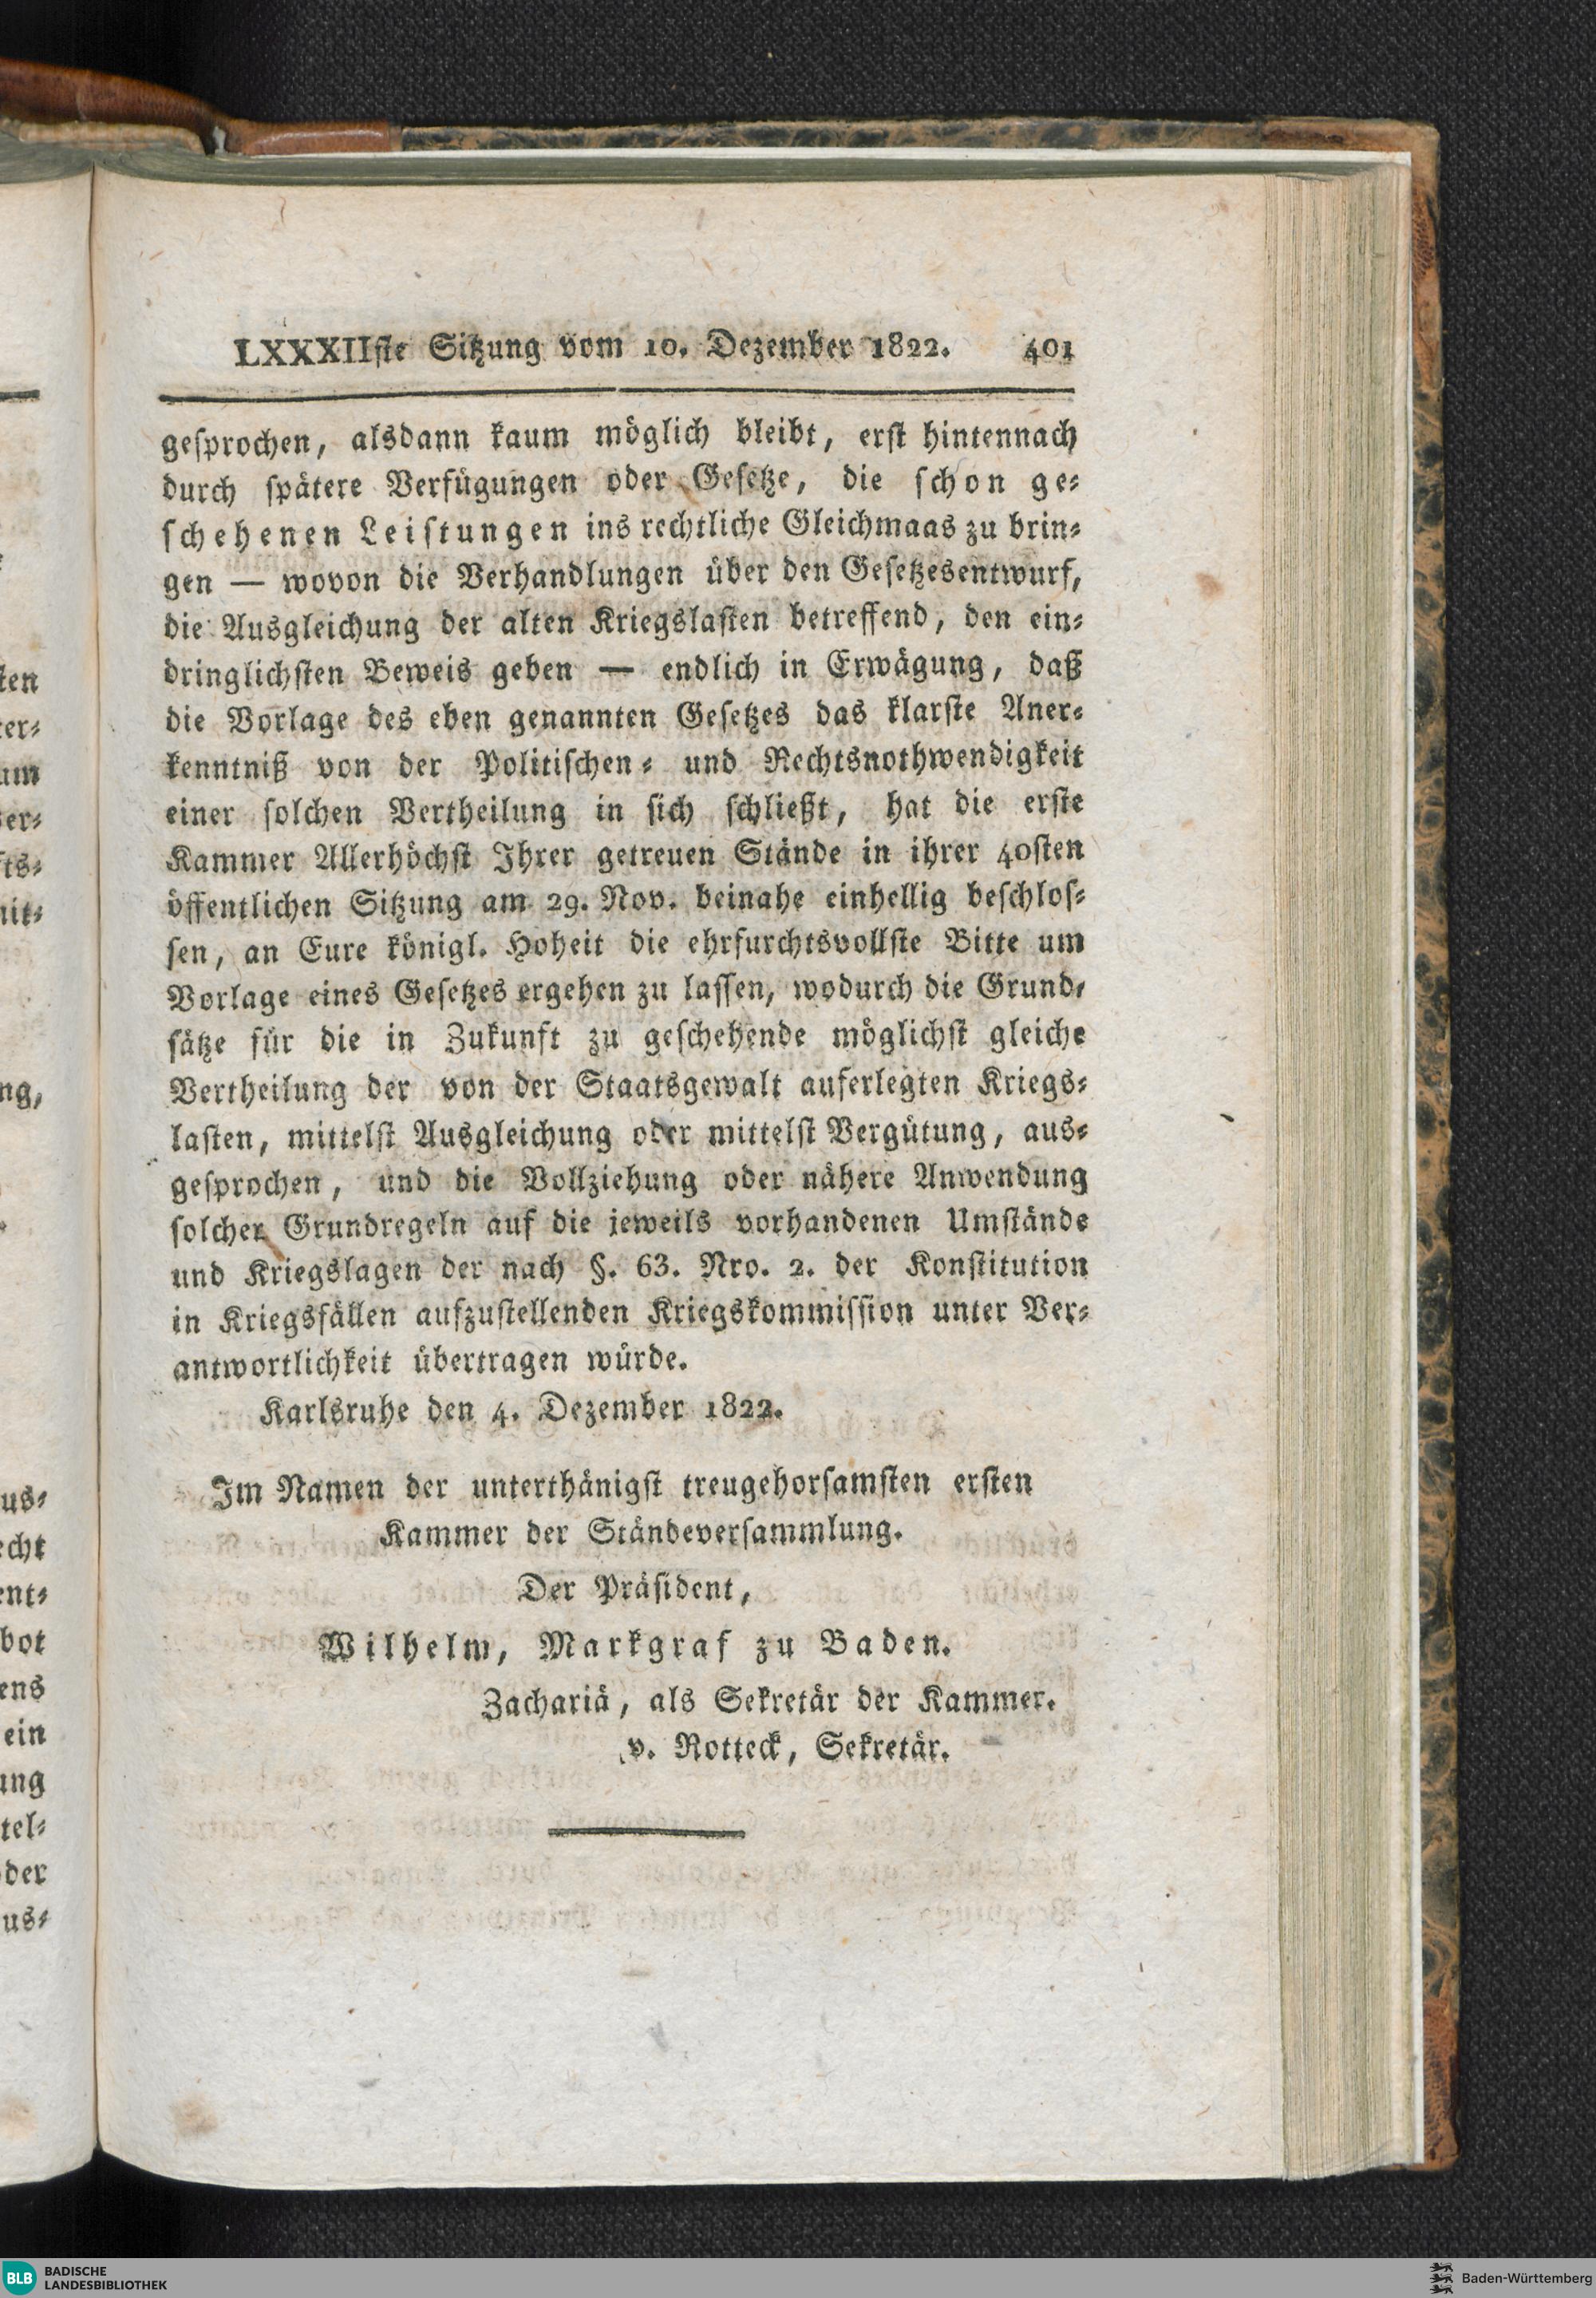 LXXXIIste Sitzung vom 10. Dezember 1822. 401
gesprochen, alsdann kaum möglich bleibt, erst hintennach
durch spätere Verfügungen oder Gesetze, die schon ge-
schehenen Leistungen ins rechtliche Gleichmaas zu brin-
gen — wovon die Verhandlungen über den Gesetzesentwurf,
die Ausgleichung der alten Kriegslasten betreffend, den ein-
dringlichsten Beweis geben — endlich in Erwägung, daß
die Vorlage des eben genannten Gesetzes das klarste Aner-
kenntniß von der Politischen- und Rechtsnothwendigkeit
einer solchen Vertheilung in sich schließt, hat die erste
Kammer Allerhöchst Ihrer getreuen Stände in ihrer 40sten
öffentlichen Sitzung am 29. Nov. beinahe einhellig beschlos-
sen, an Eure königl. Hoheit die ehrfurchtsvollste Bitte um
Vorlage eines Gesetzes ergehen zu lassen, wodurch die Grund-
sätze für die in Zukunft zu geschehende möglichst gleiche
Vertheilung der von der Staatsgewalt auferlegten Kriegs-
lasten, mittelst Ausgleichung oder mittelst Vergütung, aus-
gesprochen, und die Vollziehung oder nähere Anwendung
solcher Grundregeln auf die jeweils vorhandenen Umstände
und Kriegslagen der nach §. 63. Nro. 2. der Konstitution
in Kriegsfällen aufzustellenden Kriegskommission unter Ver-
antwortlichkeit übertragen würde.
Karlsruhe den 4. Dezember 1822.
Im Namen der unterthänigst treugehorsamsten ersten
Kammer der Ständeversammlung.
Der Präsident,
Wilhelm, Markgraf zu Baden.
Zachariä, als Sekretär der Kammer.
v. Rotteck, Sekretär.
BLB BADISCHE
LANDESBIBLIOTHEK
Baden-Württemberg